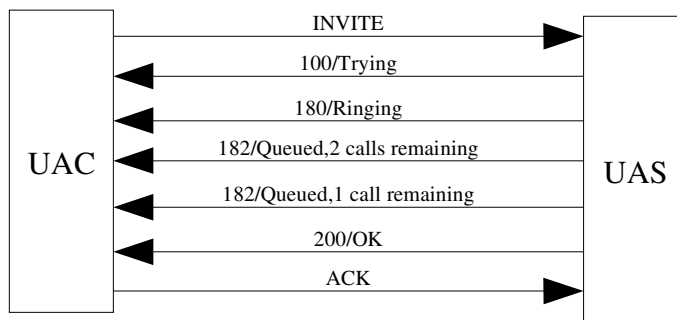 INVITE
100/Trying
180/Ringing
182/Queued,2 calls remaining
UAC
UAS
182/Queued,1 call remaining
200/OK
ACK